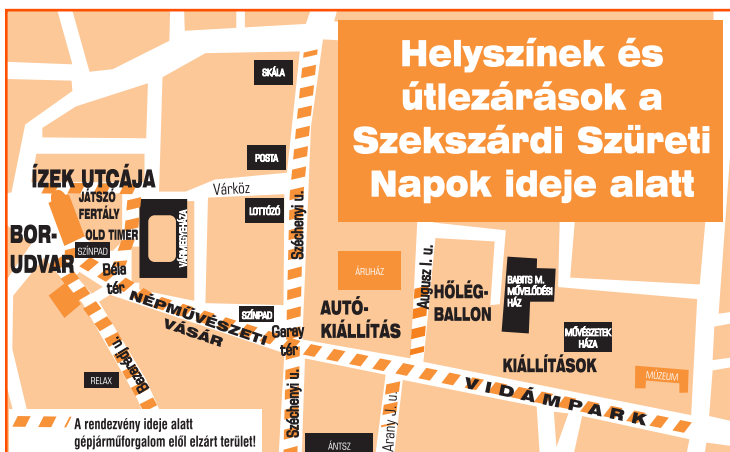 Helyszínek és
útlezárások a
Szekszárdi Szüreti
Napok ideje alatt
SKÁLA
POSTA
Várköz
LOTTÓZÓ
Széchenyi u.
ÍZEK UTCÁJA
JÁTSZÓ
FERTÁLY
OLD TIMER
VÁRMEGYEHÁZA
BOR-
UDVAR
SZÍNPAD
Béla
tér
NÉPMŰVÉSZETI
VÁSÁR
SZÍNPAD
Garay
tér
ÁRUHÁZ
AUTÓ-
KIÁLLÍTÁS
Augusz I. u.
HŐLÉG-
BALLON
BABITS M.
MŰVELŐDÉSI
HÁZ
MŰVÉSZETEK
HÁZA
KIÁLLÍTÁSOK
MÚZEUM
VIDÁMPARK
Bezerédj u.
RELAX
Széchenyi u.
Arany J. u.
ÁNTSZ
A rendezvény ideje alatt
gépjárműforgalom elől elzárt terület!